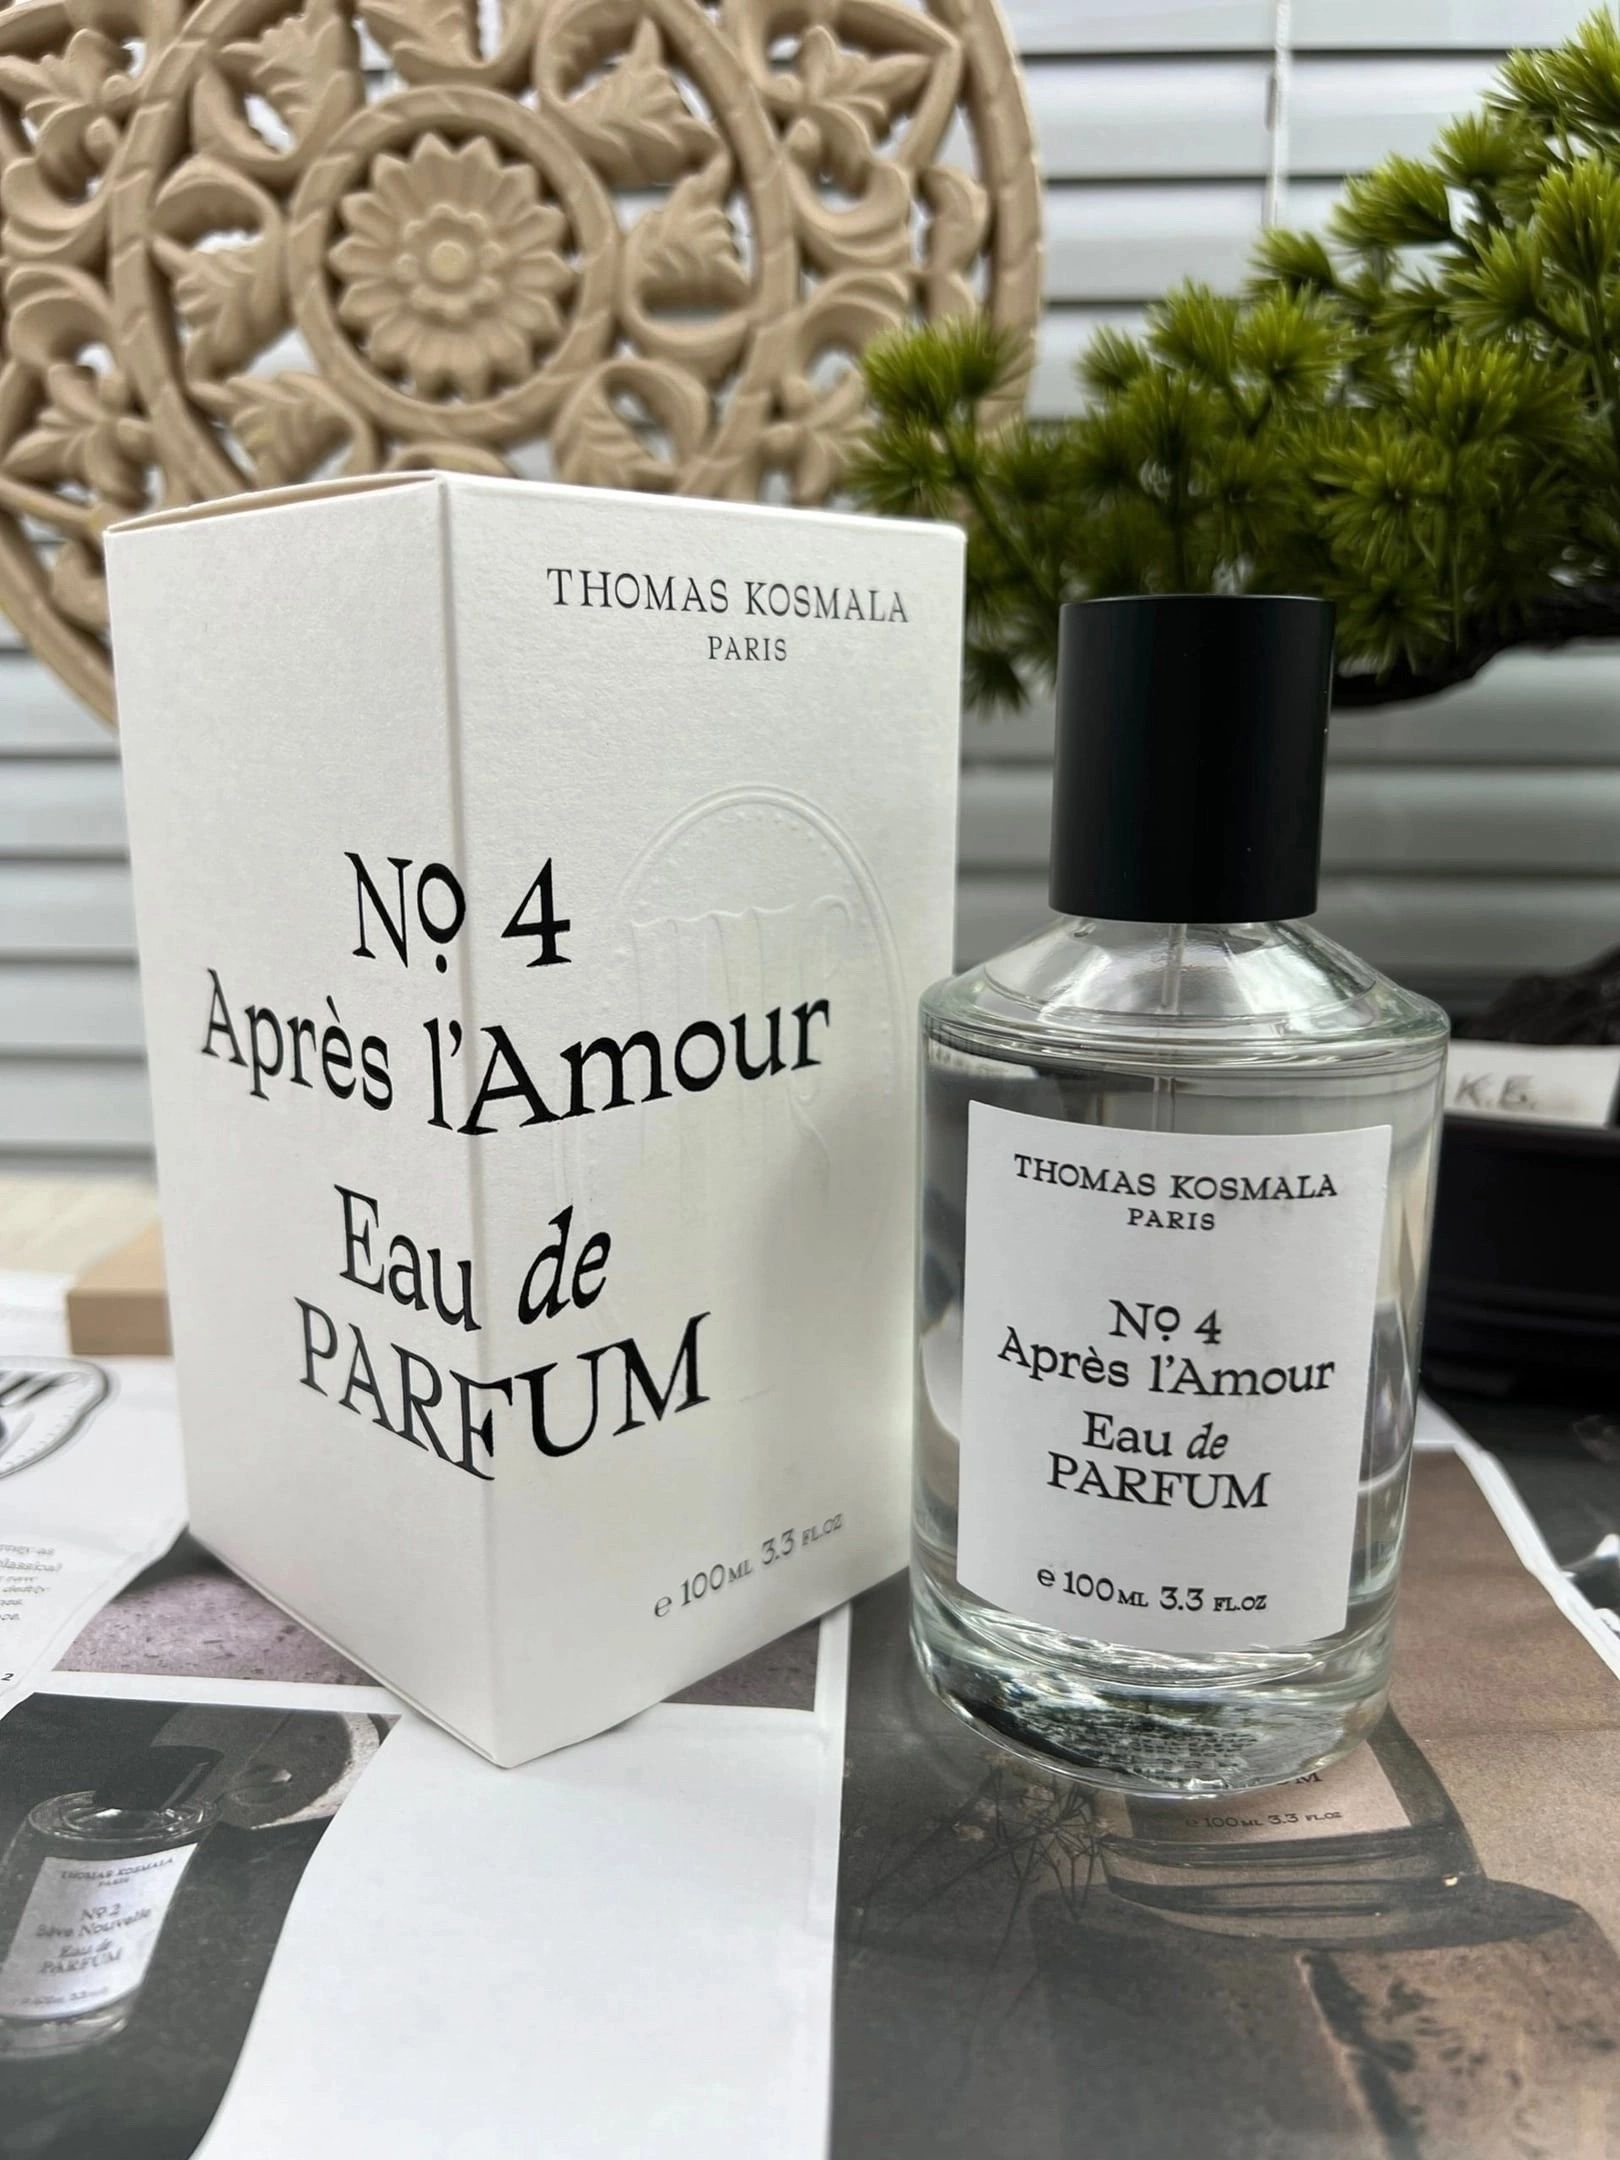 THOMAS KOSMALA
PARIS
No 4
Après l'Amour
Eau de
PARFUM
e 100ML 3.3 FL.OZ
THOMAS KOSMALA
PARIS
No 4
Après l'Amour
Eau de
PARFUM
e 100ML 3.3 FL.OZ
K.E.
2
e 100ML 3.3 FL.OZ
THOMAS KOSMALA
PARIS
No 2
Sève Nouvelle
Eau de
PARFUM